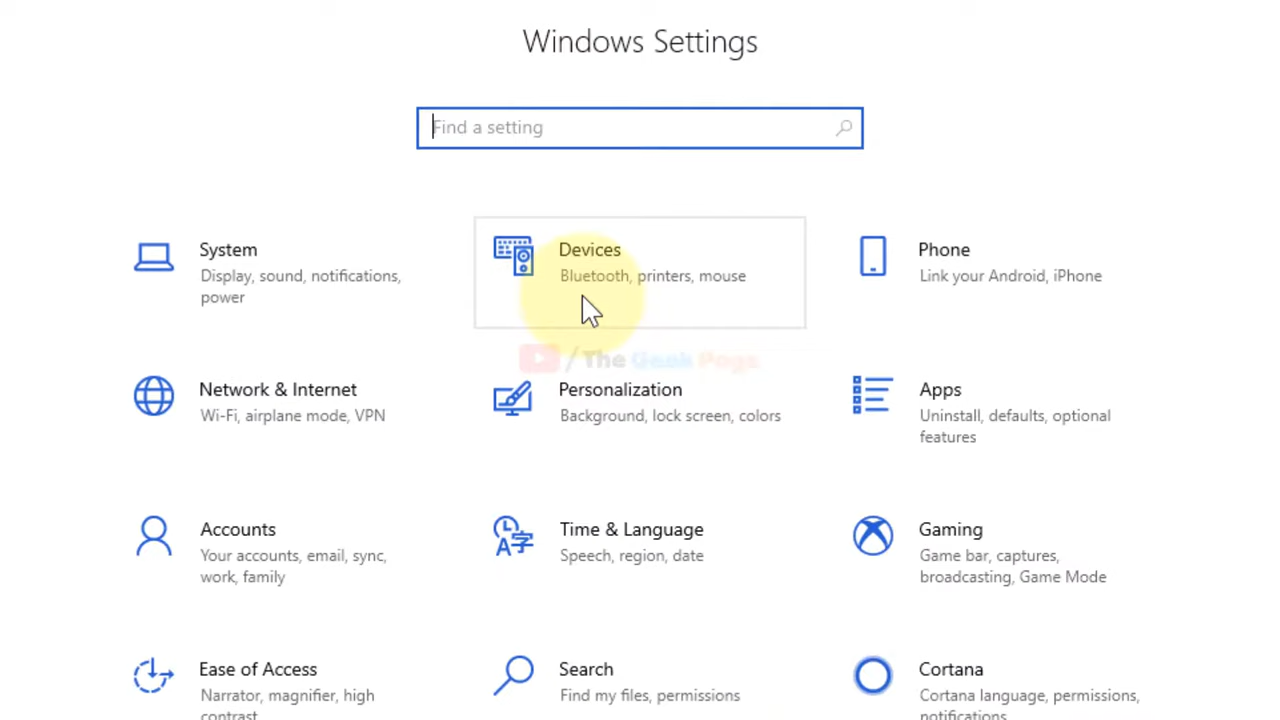 Windows Settings
Find a setting
System
Display, sound, notifications,
power
Devices
Bluetooth, printers, mouse
Phone
Link your Android, iPhone
/The Geek Page
Network & Internet
Wi-Fi, airplane mode, VPN
Personalization
Background, lock screen, colors
Apps
Uninstall, defaults, optional
features
Accounts
Your accounts, email, sync,
work, family
Time & Language
Speech, region, date
Gaming
Game bar, captures,
broadcasting, Game Mode
Ease of Access
Narrator, magnifier, high
contrast
Search
Find my files, permissions
Cortana
Cortana language, permissions,
notifications